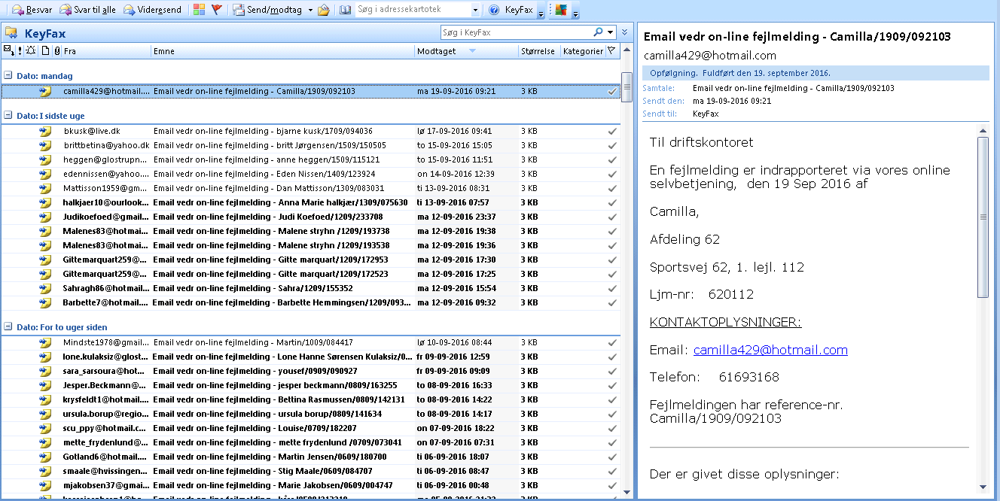 Besvar Svar til alle Videresend Send/modtag Søg i adressekartotek KeyFax
KeyFax Søg i KeyFax
Fra Emne Modtaget Størrelse Kategorier
Dato: mandag
camilla429@hotmail.... Email vedr on-line fejlmelding - Camilla/1909/092103 ma 19-09-2016 09:21 3 KB
Dato: I sidste uge
bkusk@live.dk Email vedr on-line fejlmelding - bjarne kusk/1709/094036 lø 17-09-2016 09:41 3 KB
brittbetina@yahoo.dk Email vedr on-line fejlmelding - britt Jørgensen/1509/150505 to 15-09-2016 15:05 3 KB
heggen@glostrupn... Email vedr on-line fejlmelding - anne heggen/1509/115121 to 15-09-2016 11:51 3 KB
edennissen@yahoo.... Email vedr on-line fejlmelding - Eden Nissen/1409/123924 on 14-09-2016 12:39 3 KB
Mattisson1959@gm... Email vedr on-line fejlmelding - Dan Mattisson/1309/083031 ti 13-09-2016 08:31 3 KB
halkjaer10@ourlook... Email vedr on-line fejlmelding - Anna Marie halkjær/1309/075630 ti 13-09-2016 07:57 3 KB
Judikoefoed@gmail... Email vedr on-line fejlmelding - Judi Koefoed/1209/233708 ma 12-09-2016 23:37 3 KB
Malenes83@hotmai... Email vedr on-line fejlmelding - Malene stryhn /1209/193738 ma 12-09-2016 19:38 3 KB
Malenes83@hotmai... Email vedr on-line fejlmelding - Malene stryhn /1209/193538 ma 12-09-2016 19:36 3 KB
Gittemarquart259@... Email vedr on-line fejlmelding - Gitte marquart/1209/172953 ma 12-09-2016 17:30 3 KB
Gittemarquart259@... Email vedr on-line fejlmelding - Gitte marquart/1209/172523 ma 12-09-2016 17:25 3 KB
Sahragh86@hotmail... Email vedr on-line fejlmelding - Sahra/1209/155352 ma 12-09-2016 15:54 3 KB
Barbette7@hotmail.... Email vedr on-line fejlmelding - Barbette Hemmingsen/1209/093... ma 12-09-2016 09:32 3 KB
Dato: For to uger siden
Mindste1978@gmail... Email vedr on-line fejlmelding - Martin/1009/084417 lø 10-09-2016 08:44 3 KB
lone.kulaksiz@glost... Email vedr on-line fejlmelding - Lone Hanne Sørensen Kulaksiz/0... fr 09-09-2016 12:59 3 KB
sara_sarsoura@hot... Email vedr on-line fejlmelding - yousef/0909/090927 fr 09-09-2016 09:09 3 KB
Jesper.Beckmann@... Email vedr on-line fejlmelding - jesper beckmann/0809/163255 to 08-09-2016 16:33 3 KB
krysfeldt1@hotmail.... Email vedr on-line fejlmelding - Bettina Rasmussen/0809/142131 to 08-09-2016 14:22 3 KB
ursula.borup@regio... Email vedr on-line fejlmelding - ursula borup/0809/141634 to 08-09-2016 14:17 3 KB
scu_ppy@hotmail.c... Email vedr on-line fejlmelding - Louise/0709/182207 on 07-09-2016 18:22 3 KB
mette_frydenlund@... Email vedr on-line fejlmelding - mette frydenlund /0709/073041 on 07-09-2016 07:31 3 KB
Gotland6@hotmail.... Email vedr on-line fejlmelding - Martin Jensen/0609/180700 ti 06-09-2016 18:07 3 KB
smaale@hvissingen... Email vedr on-line fejlmelding - Stig Maale/0609/084707 ti 06-09-2016 08:47 3 KB
mjakobsen37@gmai... Email vedr on-line fejlmelding - Marie Jakobsen/0609/004747 ti 06-09-2016 00:48 3 KB
Email vedr on-line fejlmelding - Camilla/1909/092103
camilla429@hotmail.com
Opfølgning. Fuldført den 19. september 2016.
Samtale: Email vedr on-line fejlmelding - Camilla/1909/092103
Sendt den: ma 19-09-2016 09:21
Sendt til: KeyFax
Til driftskontoret
En fejlmelding er indrapporteret via vores online
selvbetjening, den 19 Sep 2016 af
Camilla,
Afdeling 62
Sportsvej 62, 1. lejl. 112
Ljm-nr: 620112
KONTAKTOPLYSNINGER:
Email: camilla429@hotmail.com
Telefon: 61693168
Fejlmeldingen har reference-nr.
Camilla/1909/092103
Der er givet disse oplysninger: